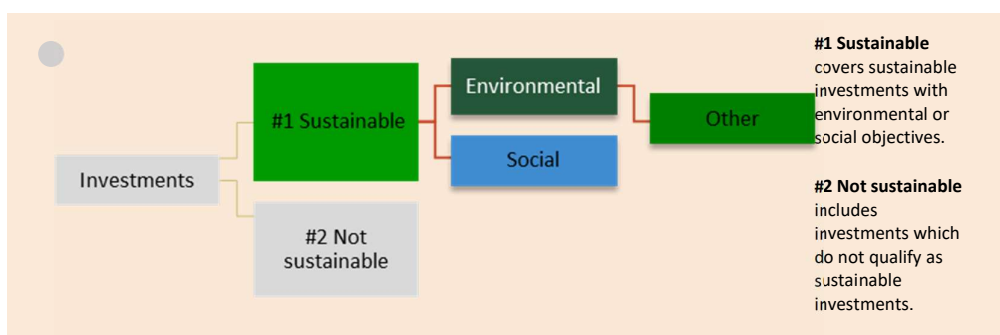 Investments
#1 Sustainable
#2 Not
sustainable
Environmental
Social
Other
#1 Sustainable
covers sustainable
investments with
environmental or
social objectives.
#2 Not sustainable
includes
investments which
do not qualify as
sustainable
investments.